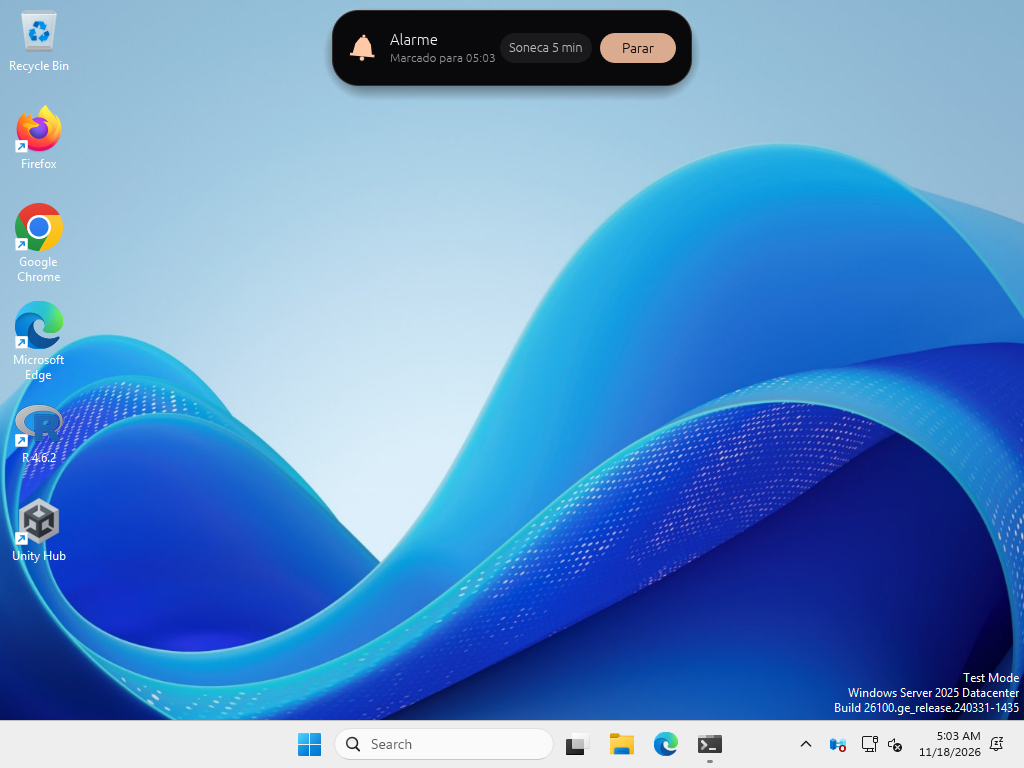 Alarme
Marcado para 05:03
Soneca 5 min
Parar
Recycle Bin
Firefox
Google
Chrome
Microsoft
Edge
R 4.6.2
Unity Hub
Test Mode
Windows Server 2025 Datacenter
Build 26100.ge_release.240331-1435
Search
5:03 AM
11/18/2026